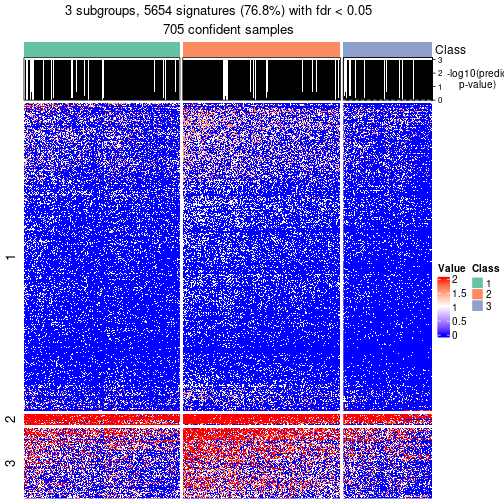 3 subgroups, 5654 signatures (76.8%) with fdr < 0.05
705 confident samples
Class
3
2
1
0
-log10(predic
p-value)
1
2
3
Value
2
1.5
1
0.5
0
Class
1
2
3